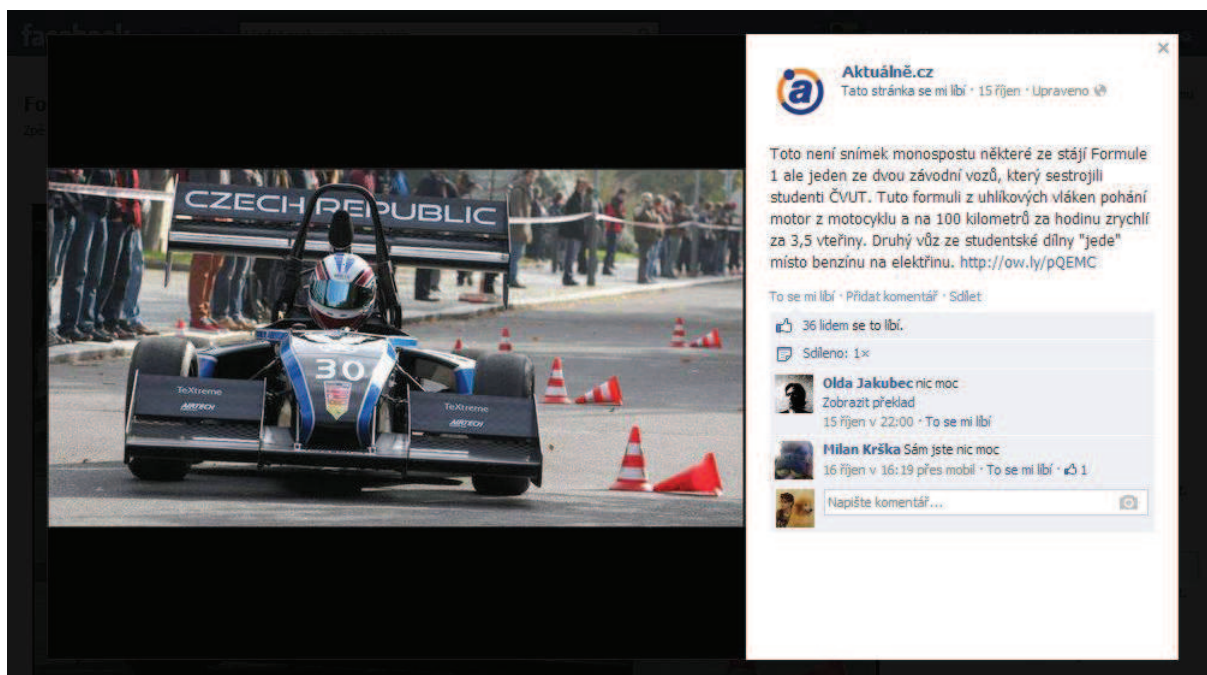 facebook
CZECH REPUBLIC
30
TeXtreme
AIRTECH
TeXtreme
AIRTECH
a
Aktuálně.cz
Tato stránka se mi líbí · 15 říjen · Upraveno
Toto není snímek monospostu některé ze stájí Formule
1 ale jeden ze dvou závodní vozů, který sestrojili
studenti ČVUT. Tuto formuli z uhlíkových vláken pohání
motor z motocyklu a na 100 kilometrů za hodinu zrychlí
za 3,5 vteřiny. Druhý vůz ze studentské dílny "jede"
místo benzínu na elektřinu. http://ow.ly/pQEMC
To se mi líbí · Přidat komentář · Sdílet
36 lidem se to líbí.
Sdíleno: 1×
Olda Jakubec nic moc
Zobrazit překlad
15 říjen v 22:00 · To se mi líbí
Milan Krška Sám jste nic moc
16 říjen v 16:19 přes mobil · To se mi líbí · 1
Napište komentář...